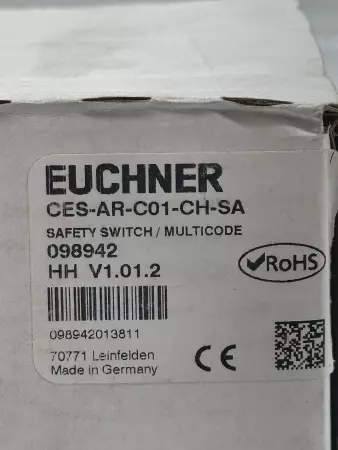 EUCHNER
CES-AR-C01-CH-SA
SAFETY SWITCH / MULTICODE
098942
HH V1.01.2
RoHS
098942013811
70771 Leinfelden
Made in Germany
CE